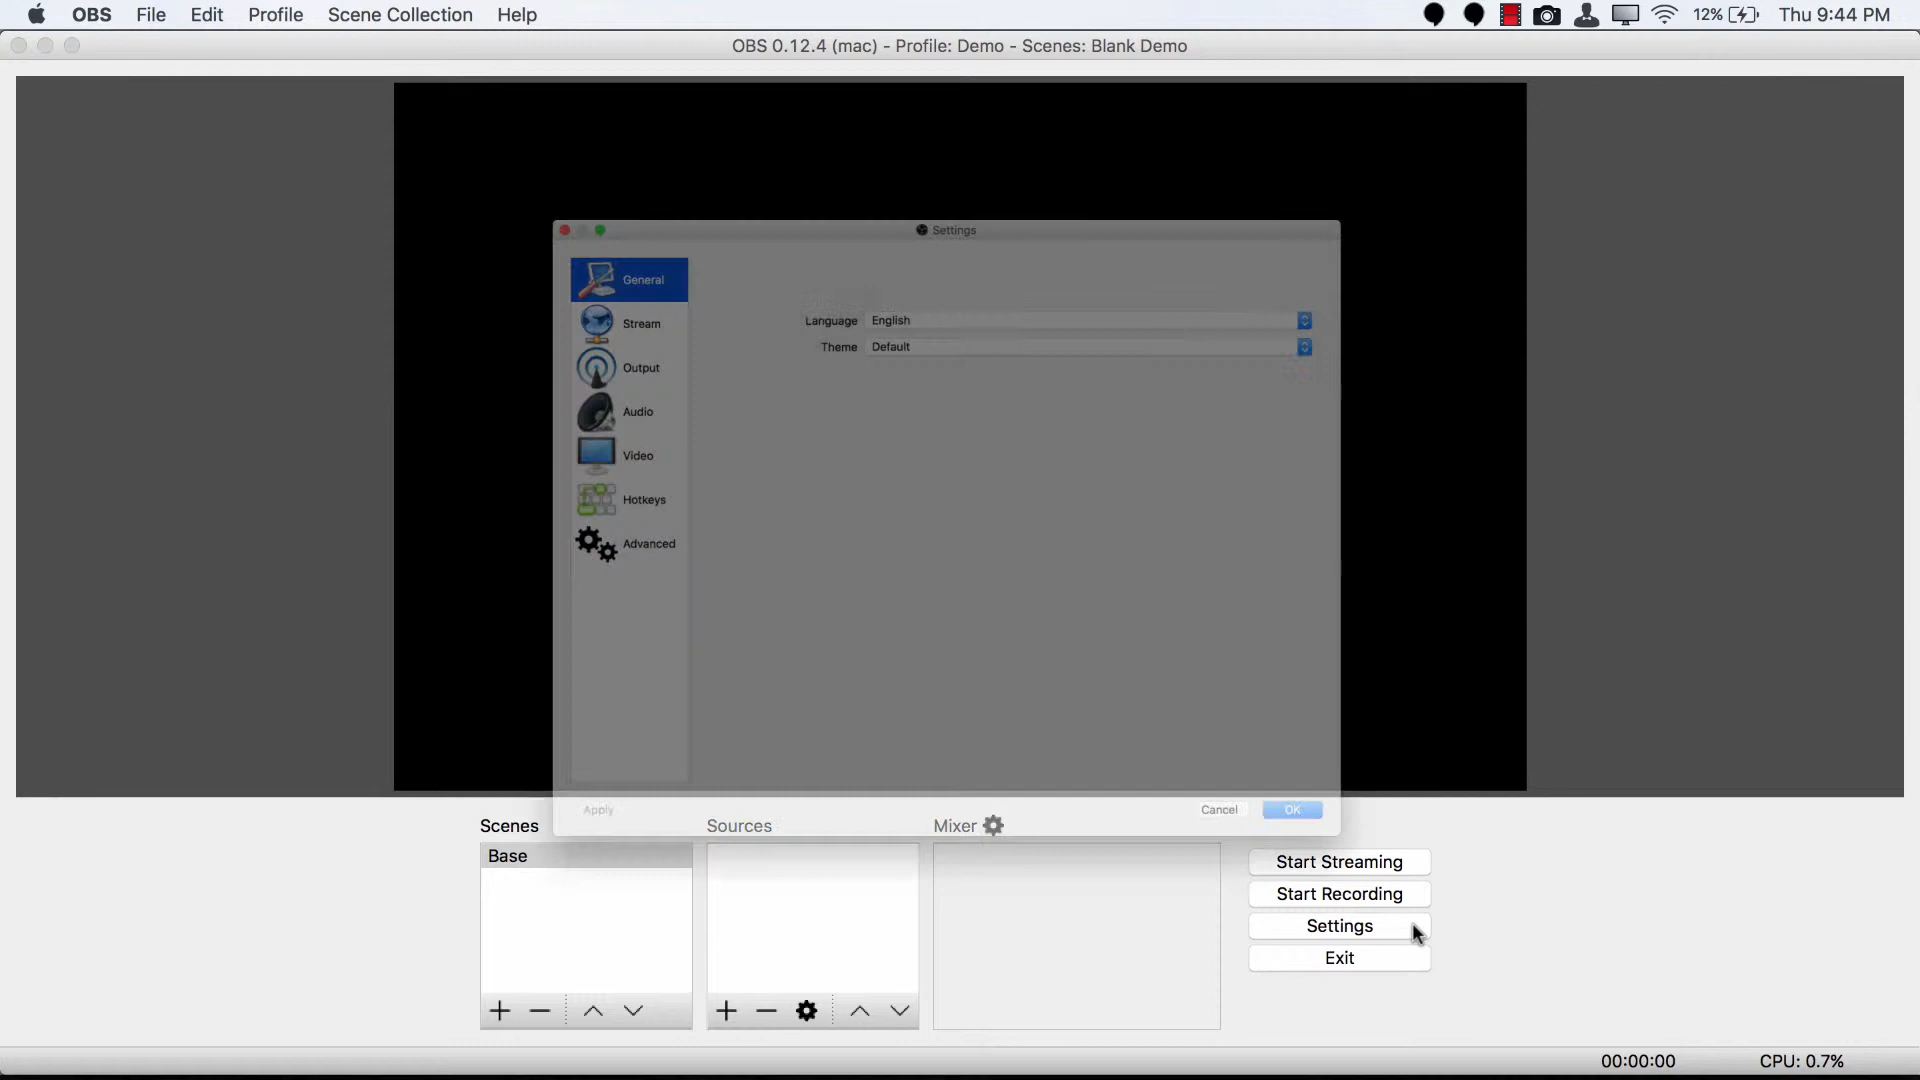 OBS File Edit Profile Scene Collection Help 12% Thu 9:44 PM
OBS 0.12.4 (mac) - Profile: Demo - Scenes: Blank Demo
Settings
General
Stream
Output
Audio
Video
Hotkeys
Advanced
Language English
Theme Default
Apply Cancel OK
Scenes Sources Mixer
Base
Start Streaming
Start Recording
Settings
Exit
00:00:00 CPU: 0.7%